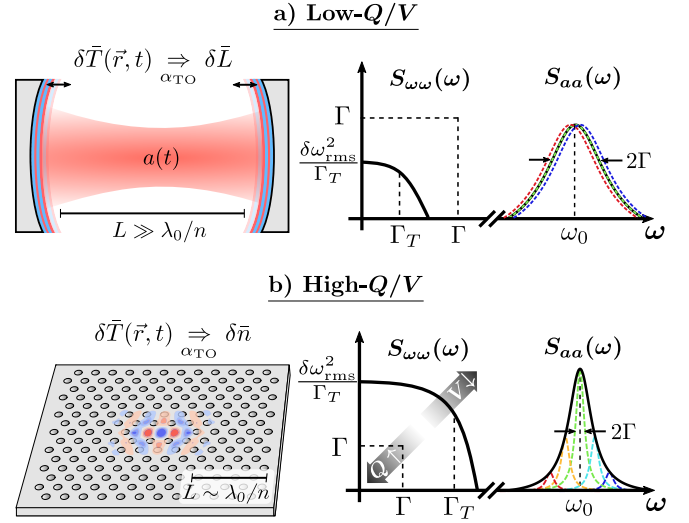 a) Low-Q/V
δT̄(r⃗, t) ⇒ δL̄
α_TO
a(t)
L ≫ λ₀/n
S_ωω(ω)
Γ
δω²_rms
Γ_T
Γ_T
Γ
S_aa(ω)
2Γ
ω₀
ω
b) High-Q/V
δT̄(r⃗, t) ⇒ δn̄
α_TO
L ∼ λ₀/n
S_ωω(ω)
δω²_rms
Γ_T
Γ
V↓
Q↑
Γ
Γ_T
S_aa(ω)
2Γ
ω₀
ω